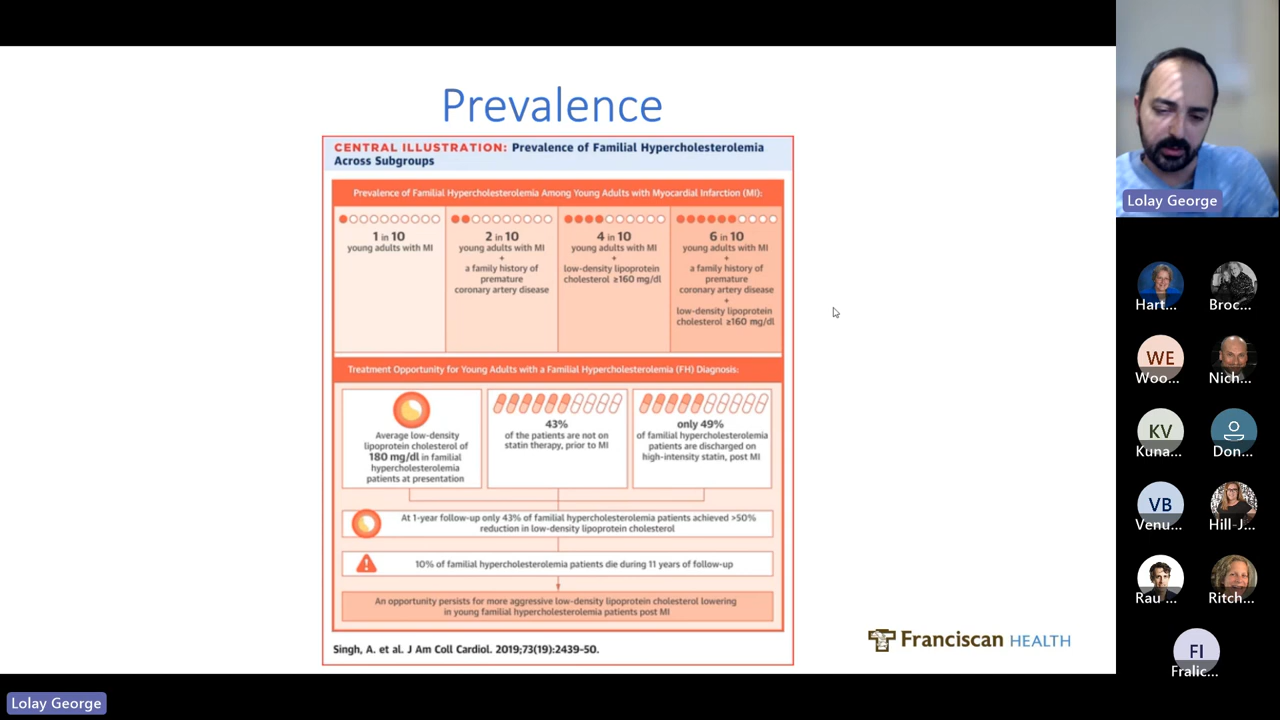 Prevalence
CENTRAL ILLUSTRATION: Prevalence of Familial Hypercholesterolemia
Across Subgroups
Prevalence of Familial Hypercholesterolemia Among Young Adults with Myocardial Infarction (MI):
1 in 10
young adults with MI
2 in 10
young adults with MI
+
a family history of
premature
coronary artery disease
4 in 10
young adults with MI
+
low-density lipoprotein
cholesterol ≥160 mg/dl
6 in 10
young adults with MI
+
a family history of
premature
coronary artery disease
+
low-density lipoprotein
cholesterol ≥160 mg/dl
Treatment Opportunity for Young Adults with a Familial Hypercholesterolemia (FH) Diagnosis:
Average low-density
lipoprotein cholesterol of
180 mg/dl in familial
hypercholesterolemia
patients at presentation
43%
of the patients are not on
statin therapy, prior to MI
only 49%
of familial hypercholesterolemia
patients are discharged on
high-intensity statin, post MI
At 1-year follow-up only 43% of familial hypercholesterolemia patients achieved >50%
reduction in low-density lipoprotein cholesterol
10% of familial hypercholesterolemia patients die during 11 years of follow-up
An opportunity persists for more aggressive low-density lipoprotein cholesterol lowering
in young familial hypercholesterolemia patients post MI
Singh, A. et al. J Am Coll Cardiol. 2019;73(19):2439-50.
Franciscan HEALTH
Lolay George
Hart...
Broc...
WE
Woo...
Nich...
KV
Kuna...
Don...
VB
Venu...
Hill-J...
Rau ...
Ritch...
FI
Fralic...
Lolay George